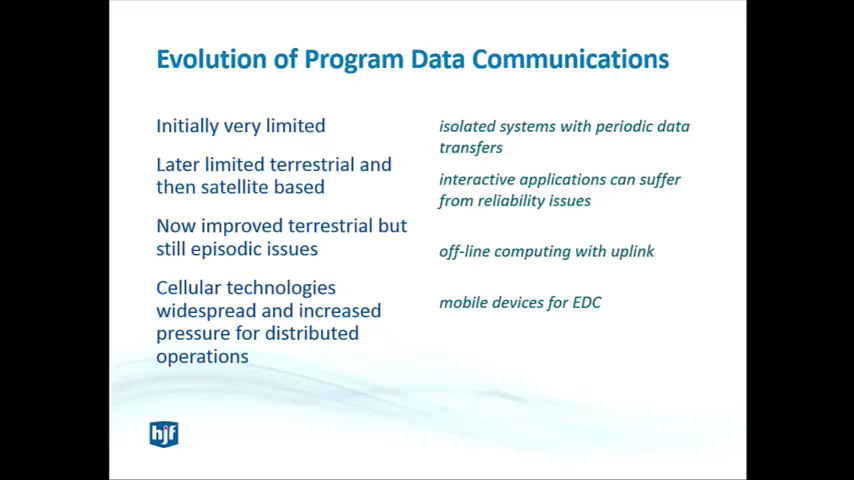 Evolution of Program Data Communications
Initially very limited
isolated systems with periodic data
transfers
Later limited terrestrial and
then satellite based
interactive applications can suffer
from reliability issues
Now improved terrestrial but
still episodic issues
off-line computing with uplink
Cellular technologies
widespread and increased
pressure for distributed
operations
mobile devices for EDC
hjf